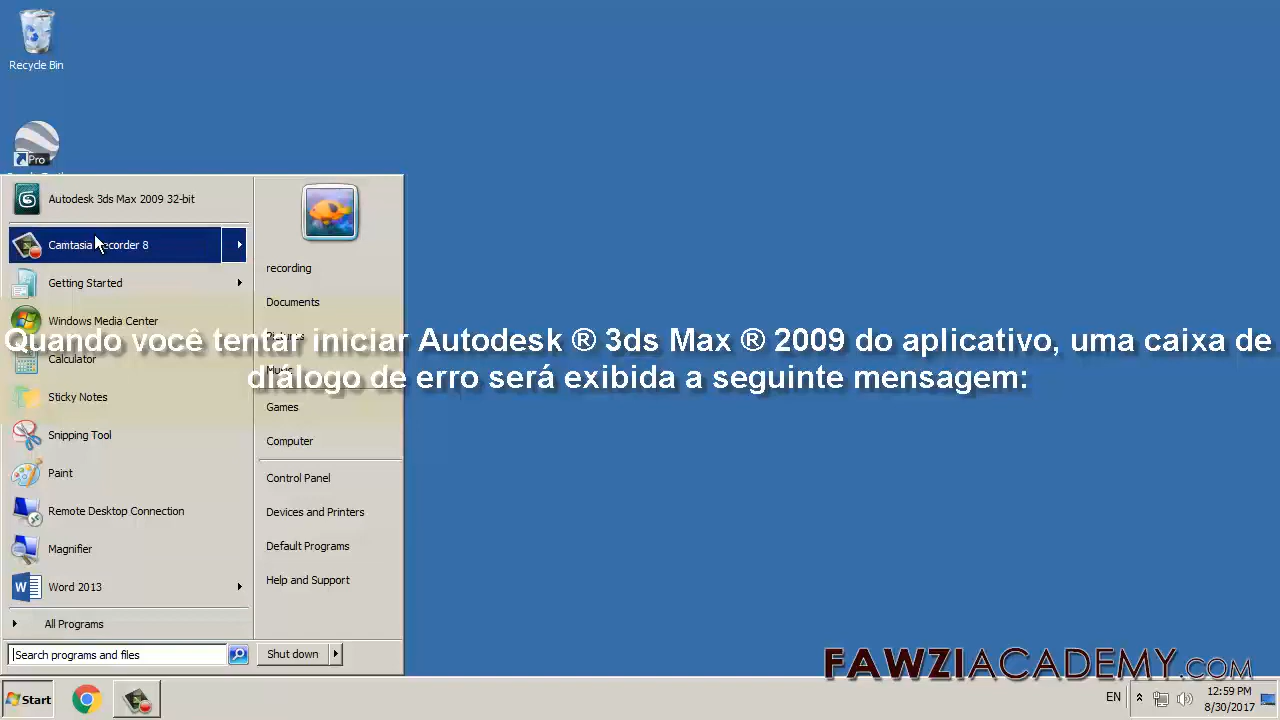 Recycle Bin
Pro
Autodesk 3ds Max 2009 32-bit
Camtasia Recorder 8
Getting Started
Windows Media Center
Calculator
Sticky Notes
Snipping Tool
Paint
Remote Desktop Connection
Magnifier
Word 2013
All Programs
Search programs and files
recording
Documents
Pictures
Music
Games
Computer
Control Panel
Devices and Printers
Default Programs
Help and Support
Shut down
Quando você tentar iniciar Autodesk ® 3ds Max ® 2009 do aplicativo, uma caixa de
diálogo de erro será exibida a seguinte mensagem:
FAWZIACADEMY.COM
Start
EN
12:59 PM
8/30/2017